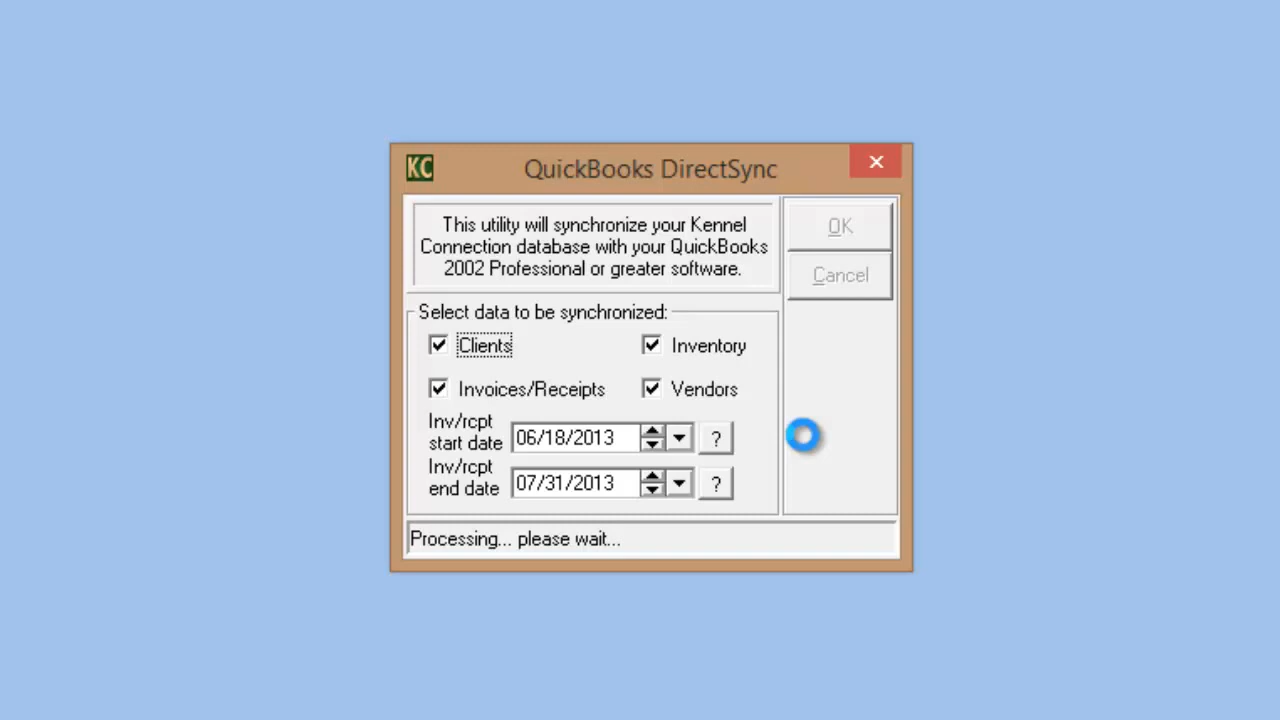 KC
QuickBooks DirectSync
This utility will synchronize your Kennel
Connection database with your QuickBooks
2002 Professional or greater software.
OK
Cancel
Select data to be synchronized:
Clients
Inventory
Invoices/Receipts
Vendors
Inv/rcpt
start date
06/18/2013
?
Inv/rcpt
end date
07/31/2013
?
Processing... please wait...